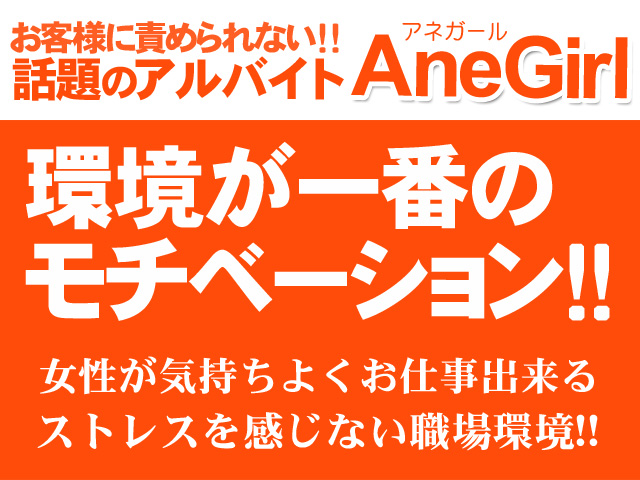 お客様に責められない!!
話題のアルバイト
アネガール
AneGirl
環境が一番の
モチベーション!!
女性が気持ちよくお仕事出来る
ストレスを感じない職場環境!!